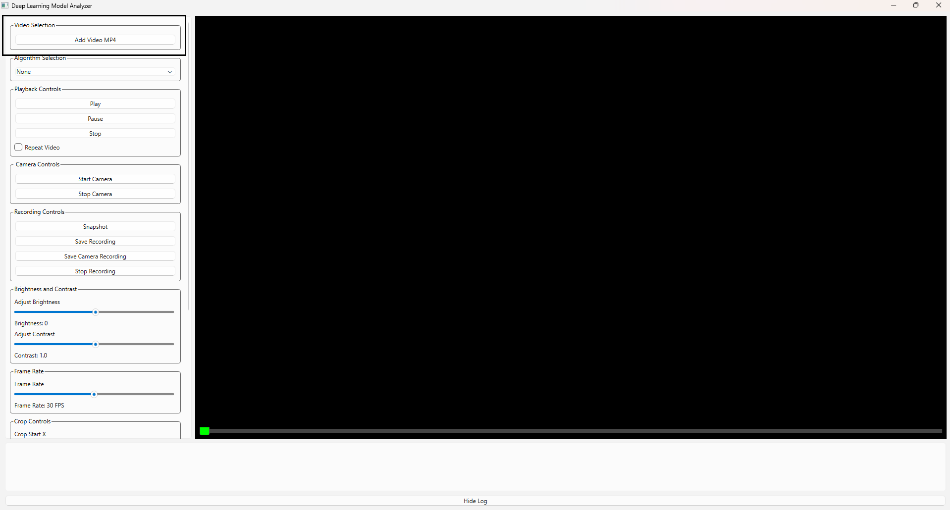 Deep Learning Model Analyzer
Video Selection
Add Video MP4
Algorithm Selection
None
Playback Controls
Play
Pause
Stop
Repeat Video
Camera Controls
Start Camera
Stop Camera
Recording Controls
Snapshot
Save Recording
Save Camera Recording
Stop Recording
Brightness and Contrast
Adjust Brightness
Brightness: 0
Adjust Contrast
Contrast: 1.0
Frame Rate
Frame Rate
Frame Rate: 30 FPS
Crop Controls
Crop Start X
Hide Log